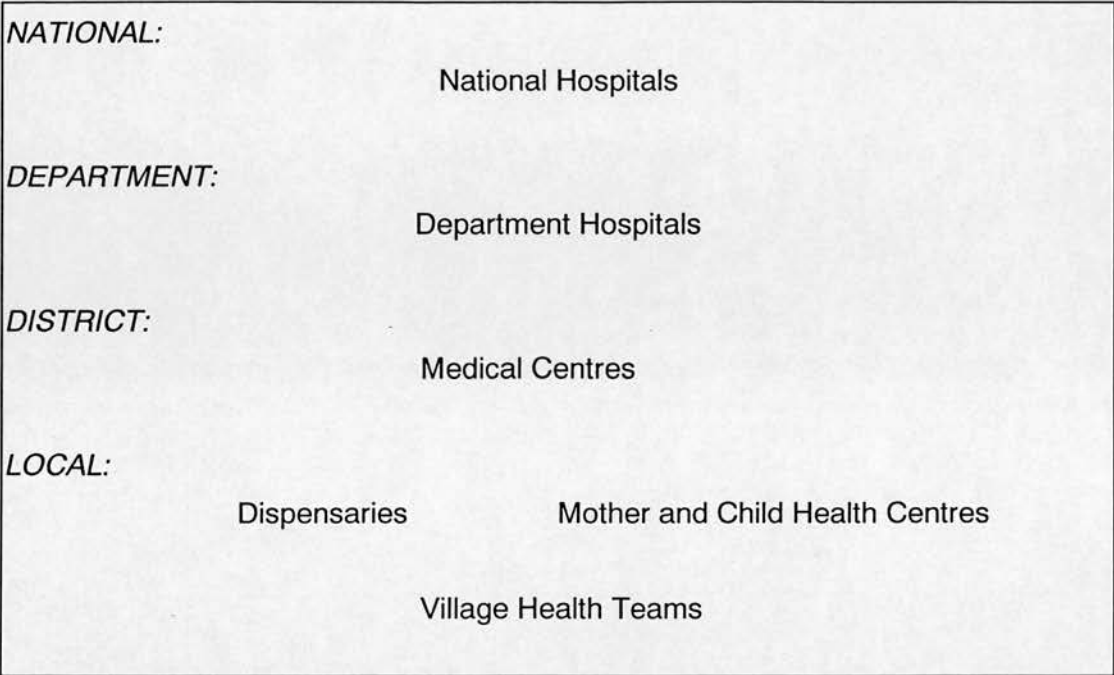 NATIONAL:
National Hospitals
DEPARTMENT:
Department Hospitals
DISTRICT:
Medical Centres
LOCAL:
Dispensaries Mother and Child Health Centres
Village Health Teams